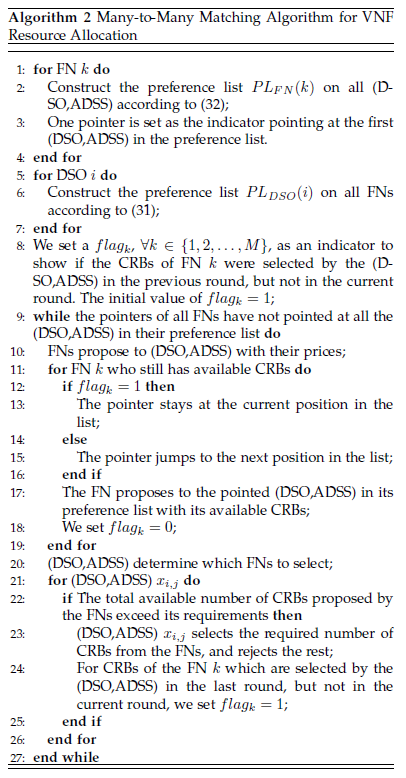 Algorithm 2 Many-to-Many Matching Algorithm for VNF
Resource Allocation
1: for FN k do
2: Construct the preference list PL_{FN}(k) on all (D-
SO,ADSS) according to (32);
3: One pointer is set as the indicator pointing at the first
(DSO,ADSS) in the preference list.
4: end for
5: for DSO i do
6: Construct the preference list PL_{DSO}(i) on all FNs
according to (31);
7: end for
8: We set a flag_k, ∀k ∈ {1, 2, . . . , M}, as an indicator to
show if the CRBs of FN k were selected by the (D-
SO,ADSS) in the previous round, but not in the current
round. The initial value of flag_k = 1;
9: while the pointers of all FNs have not pointed at all the
(DSO,ADSS) in their preference list do
10: FNs propose to (DSO,ADSS) with their prices;
11: for FN k who still has available CRBs do
12: if flag_k = 1 then
13: The pointer stays at the current position in the
list;
14: else
15: The pointer jumps to the next position in the list;
16: end if
17: The FN proposes to the pointed (DSO,ADSS) in its
preference list with its available CRBs;
18: We set flag_k = 0;
19: end for
20: (DSO,ADSS) determine which FNs to select;
21: for (DSO,ADSS) x_{i,j} do
22: if The total available number of CRBs proposed by
the FNs exceed its requirements then
23: (DSO,ADSS) x_{i,j} selects the required number of
CRBs from the FNs, and rejects the rest;
24: For CRBs of the FN k which are selected by the
(DSO,ADSS) in the last round, but not in the
current round, we set flag_k = 1;
25: end if
26: end for
27: end while